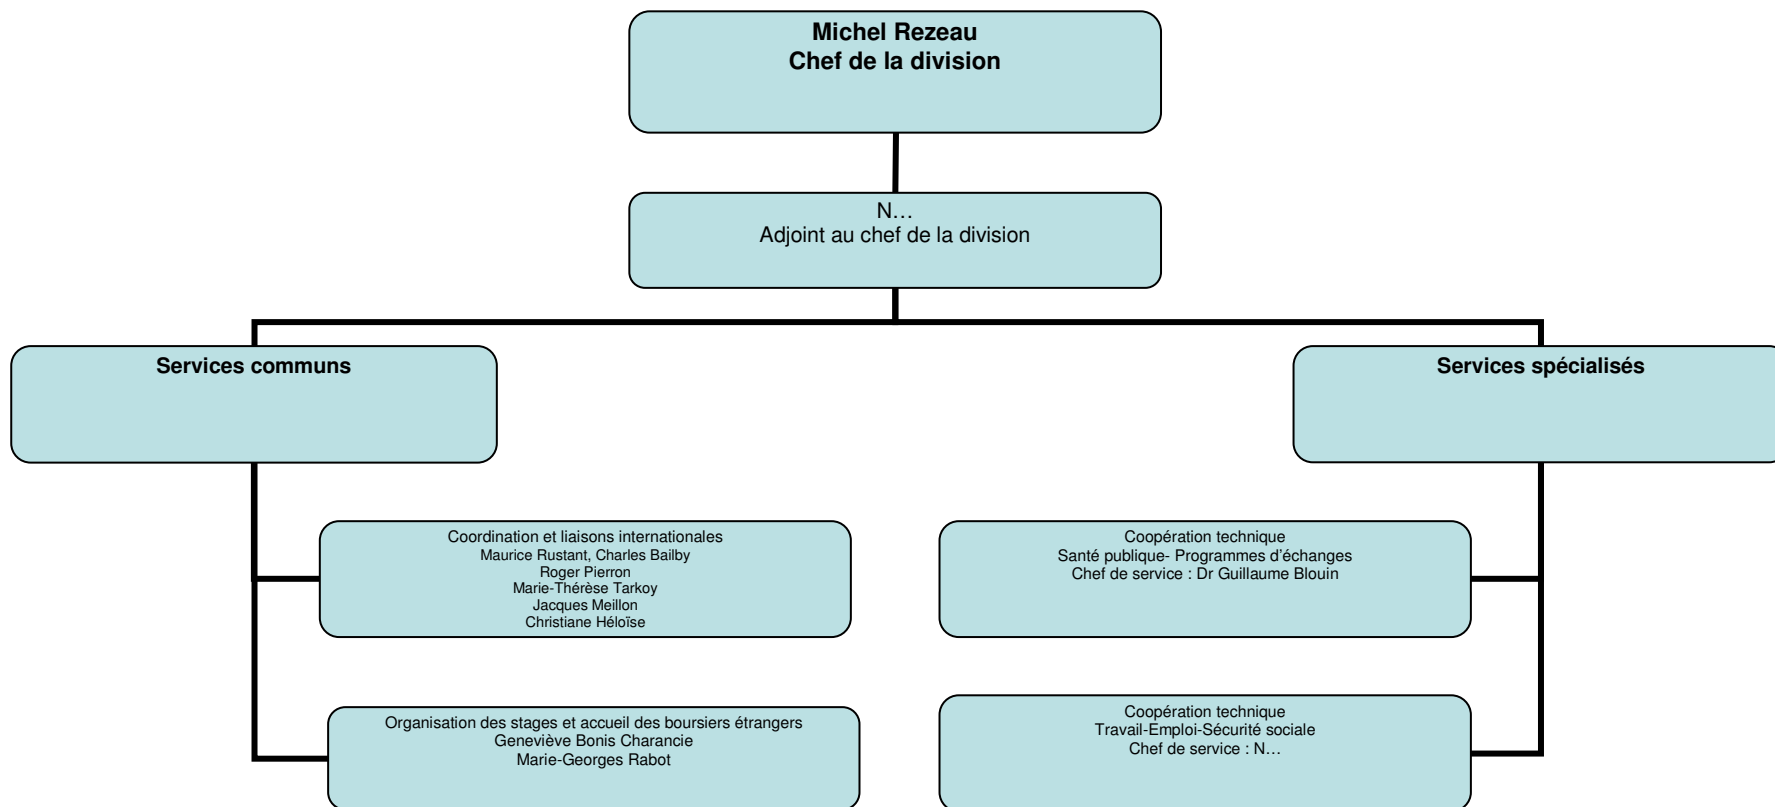 Michel Rezeau
Chef de la division
N…
Adjoint au chef de la division
Services communs
Services spécialisés
Coordination et liaisons internationales
Maurice Rustant, Charles Bailby
Roger Pierron
Marie-Thérèse Tarkoy
Jacques Meillon
Christiane Héloïse
Coopération technique
Santé publique- Programmes d’échanges
Chef de service : Dr Guillaume Blouin
Organisation des stages et accueil des boursiers étrangers
Geneviève Bonis Charancie
Marie-Georges Rabot
Coopération technique
Travail-Emploi-Sécurité sociale
Chef de service : N…